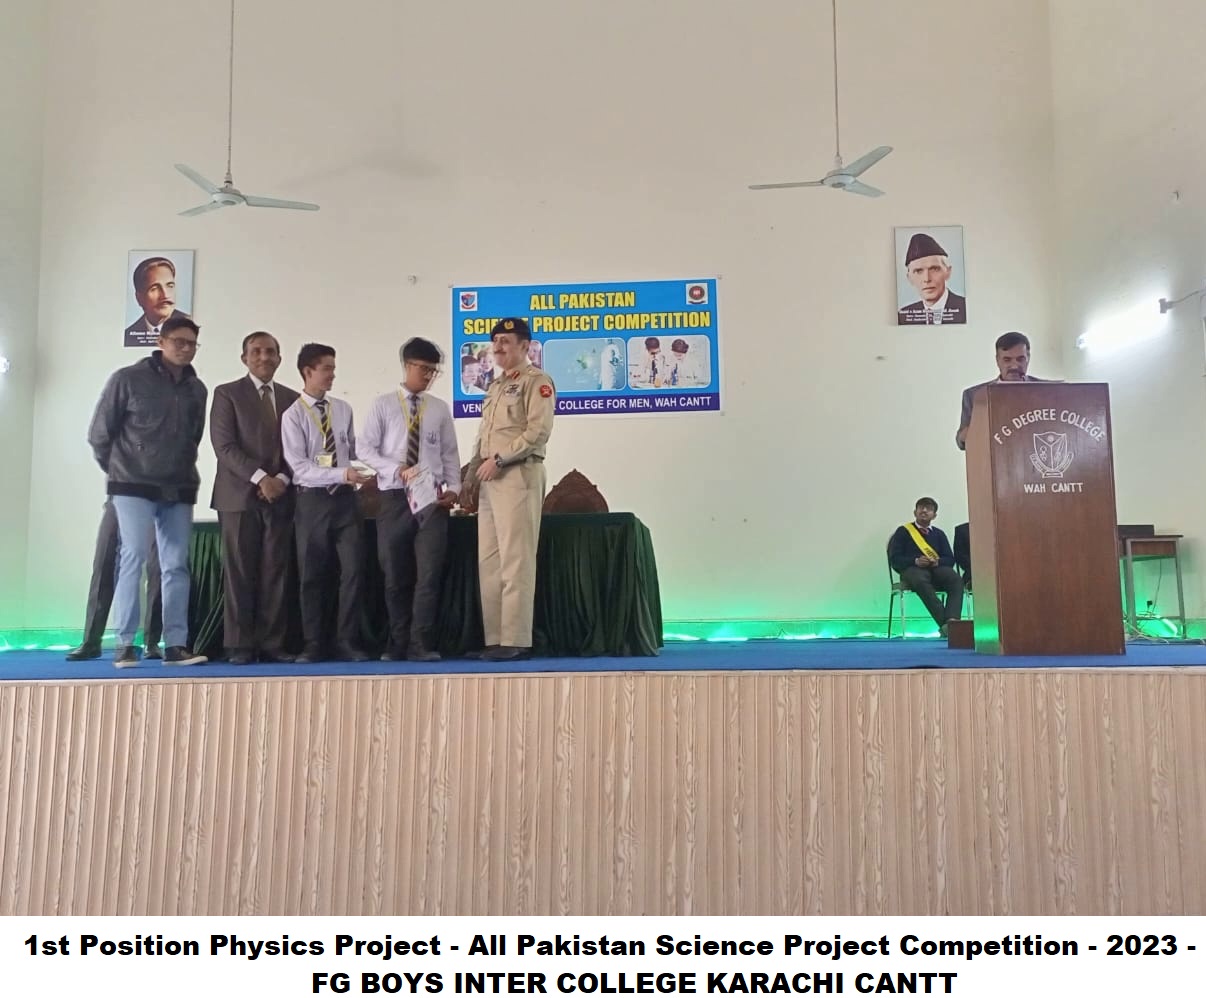 ALL PAKISTAN
SCIENCE PROJECT COMPETITION
COLLEGE FOR MEN, WAH CANTT
F G DEGREE COLLEGE
WAH CANTT
1st Position Physics Project - All Pakistan Science Project Competition - 2023 -
FG BOYS INTER COLLEGE KARACHI CANTT